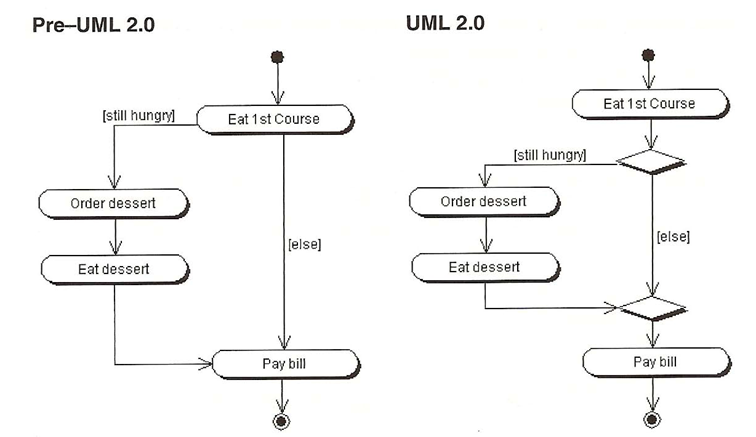 Pre–UML 2.0
Eat 1st Course
[still hungry]
Order dessert
[else]
Eat dessert
Pay bill
UML 2.0
Eat 1st Course
[still hungry]
Order dessert
[else]
Eat dessert
Pay bill